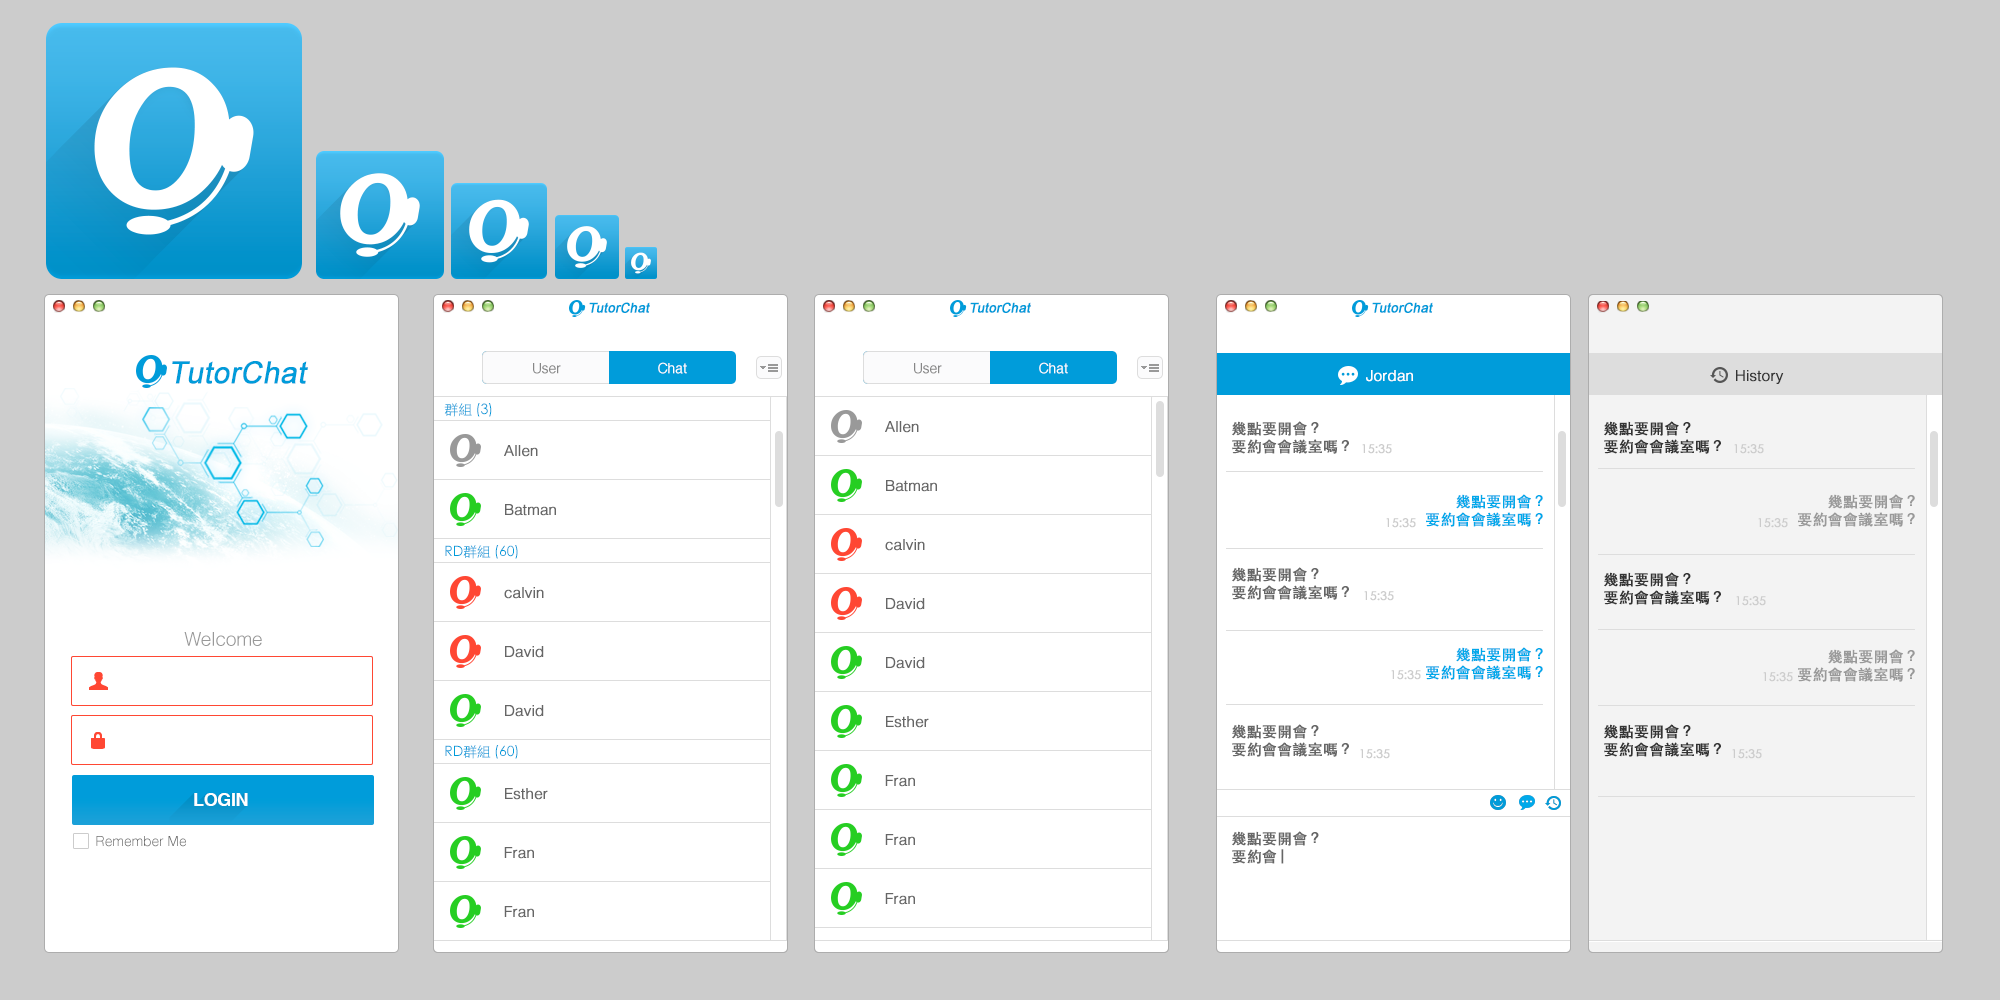 TutorChat
Welcome
LOGIN
Remember Me
TutorChat
User
Chat
群組 (3)
Allen
Batman
RD群組 (60)
calvin
David
David
RD群組 (60)
Esther
Fran
Fran
TutorChat
User
Chat
Allen
Batman
calvin
David
David
Esther
Fran
Fran
Fran
TutorChat
Jordan
幾點要開會？
要約會會議室嗎？ 15:35
幾點要開會？
15:35 要約會會議室嗎？
幾點要開會？
要約會會議室嗎？ 15:35
幾點要開會？
15:35 要約會會議室嗎？
幾點要開會？
要約會會議室嗎？ 15:35
幾點要開會？
要約會
History
幾點要開會？
要約會會議室嗎？ 15:35
幾點要開會？
15:35 要約會會議室嗎？
幾點要開會？
要約會會議室嗎？ 15:35
幾點要開會？
15:35 要約會會議室嗎？
幾點要開會？
要約會會議室嗎？ 15:35